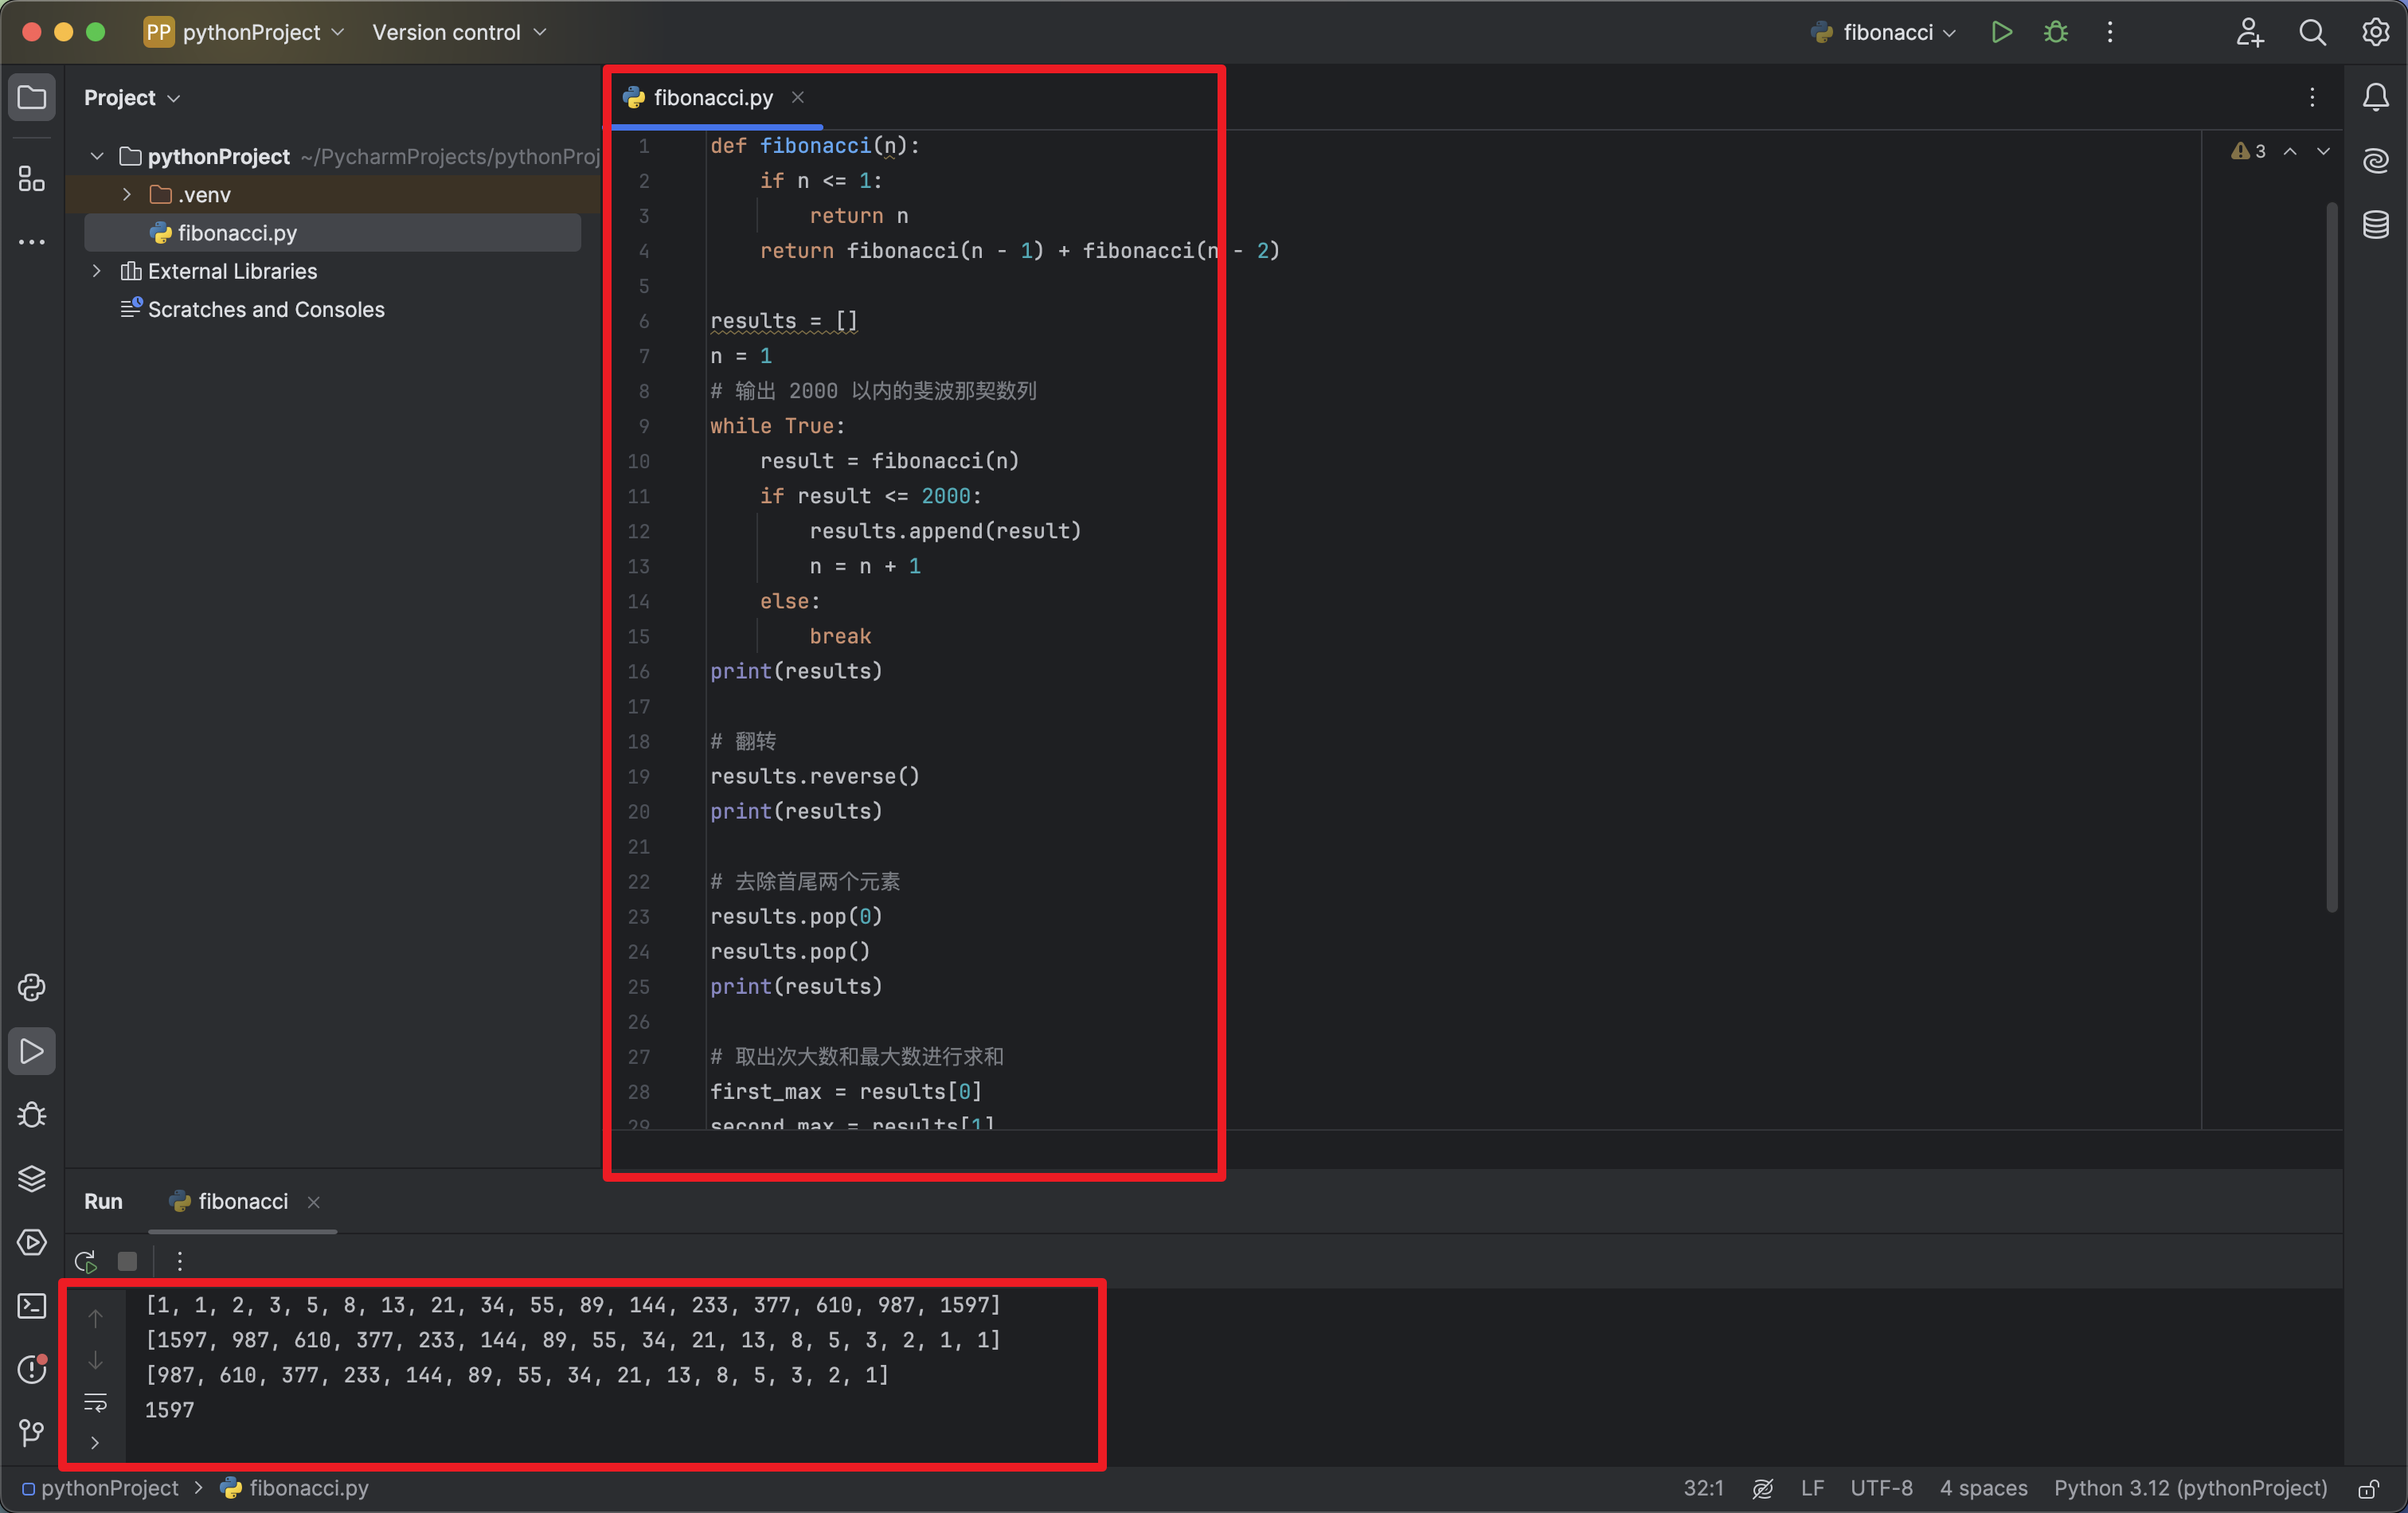 PP pythonProject Version control fibonacci
Project
fibonacci.py
pythonProject ~/PycharmProjects/pythonProj
.venv
fibonacci.py
External Libraries
Scratches and Consoles
3
1 def fibonacci(n):
2 if n <= 1:
3 return n
4 return fibonacci(n - 1) + fibonacci(n - 2)
5
6 results = []
7 n = 1
8 # 输出 2000 以内的斐波那契数列
9 while True:
10 result = fibonacci(n)
11 if result <= 2000:
12 results.append(result)
13 n = n + 1
14 else:
15 break
16 print(results)
17
18 # 翻转
19 results.reverse()
20 print(results)
21
22 # 去除首尾两个元素
23 results.pop(0)
24 results.pop()
25 print(results)
26
27 # 取出次大数和最大数进行求和
28 first_max = results[0]
29 second_max = results[1]
Run fibonacci
[1, 1, 2, 3, 5, 8, 13, 21, 34, 55, 89, 144, 233, 377, 610, 987, 1597]
[1597, 987, 610, 377, 233, 144, 89, 55, 34, 21, 13, 8, 5, 3, 2, 1, 1]
[987, 610, 377, 233, 144, 89, 55, 34, 21, 13, 8, 5, 3, 2, 1]
1597
pythonProject > fibonacci.py 32:1 LF UTF-8 4 spaces Python 3.12 (pythonProject)